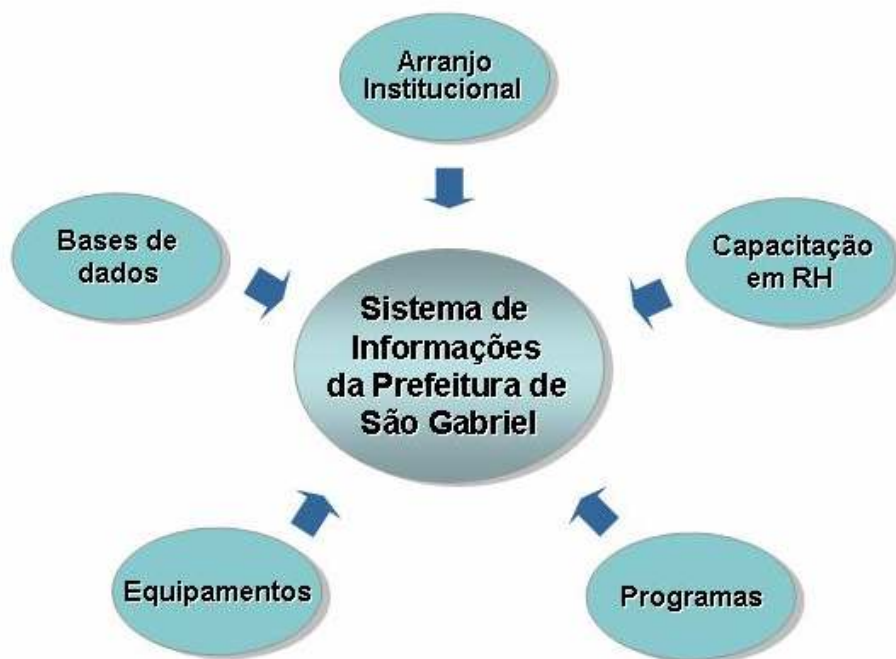 Arranjo
Institucional
Bases de
dados
Capacitação
em RH
Sistema de
Informações
da Prefeitura de
São Gabriel
Equipamentos
Programas